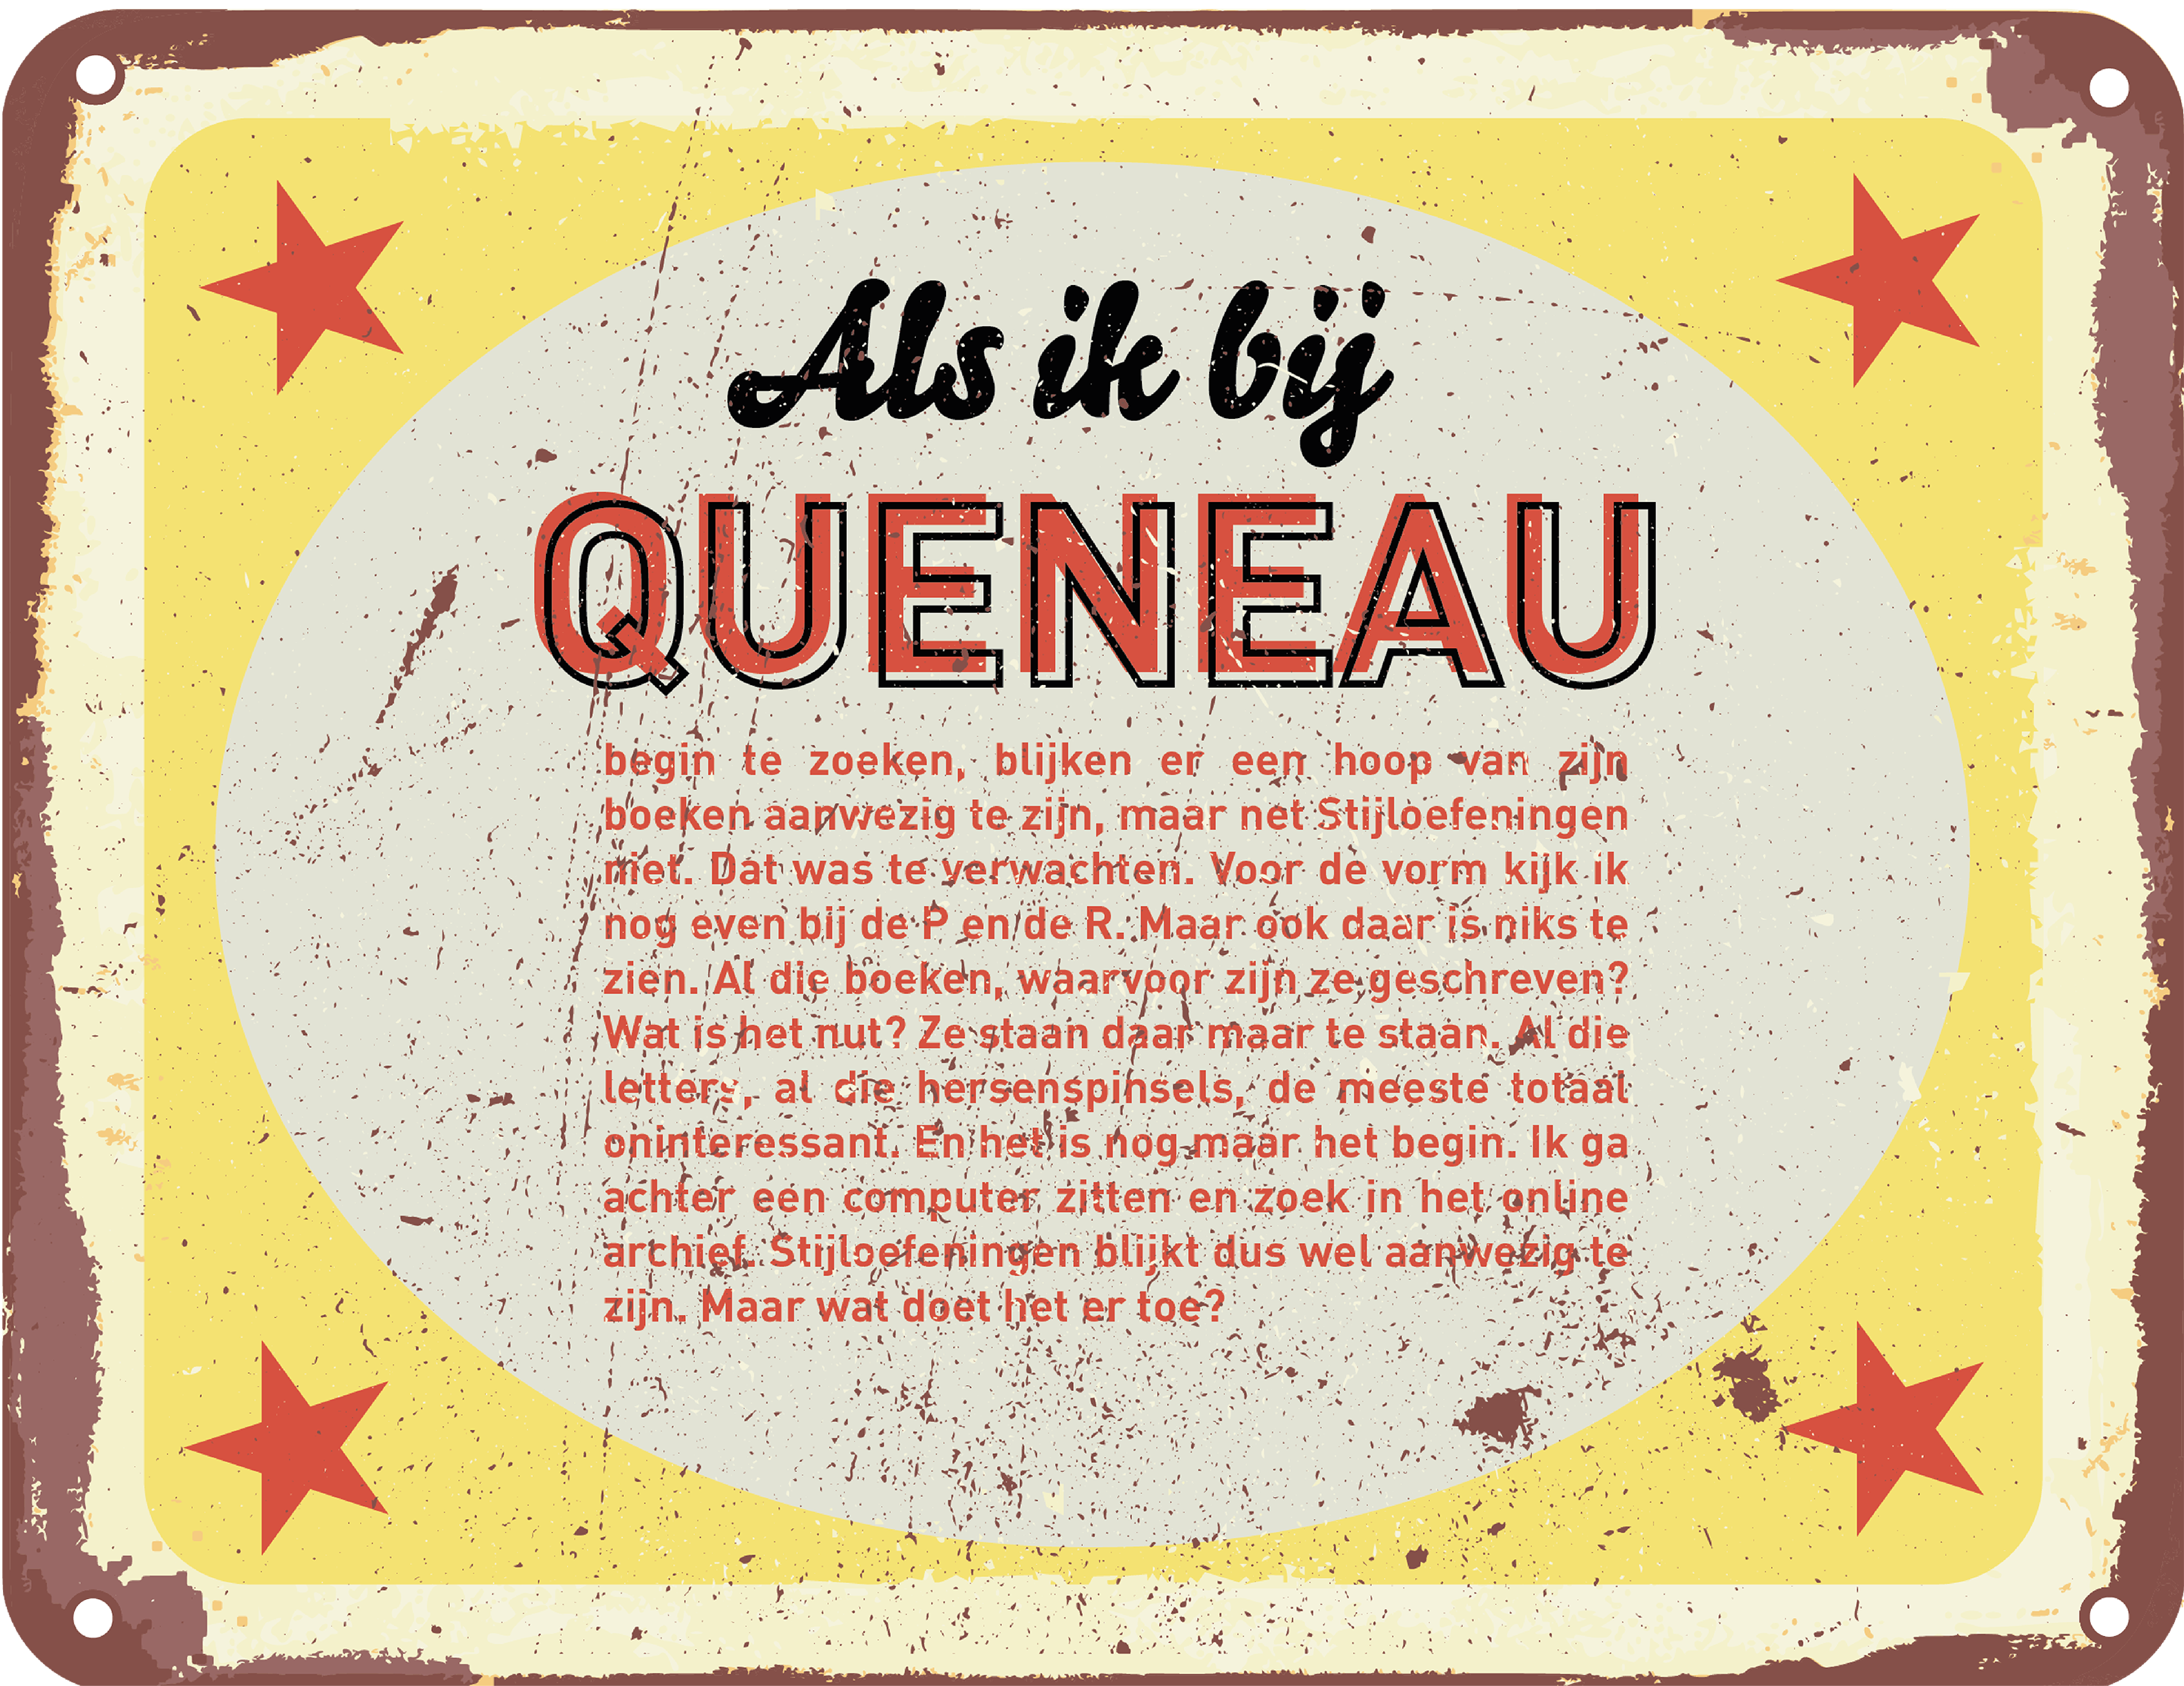 Als ik bij
QUENEAU
begin te zoeken, blijken er een hoop van zijn
boeken aanwezig te zijn, maar net Stijloefeningen
niet. Dat was te verwachten. Voor de vorm kijk ik
nog even bij de P en de R. Maar ook daar is niks te
zien. Al die boeken, waarvoor zijn ze geschreven?
Wat is het nut? Ze staan daar maar te staan. Al die
letters, al die hersenspinsels, de meeste totaal
oninteressant. En het is nog maar het begin. Ik ga
achter een computer zitten en zoek in het online
archief. Stijloefeningen blijkt dus wel aanwezig te
zijn. Maar wat doet het er toe?